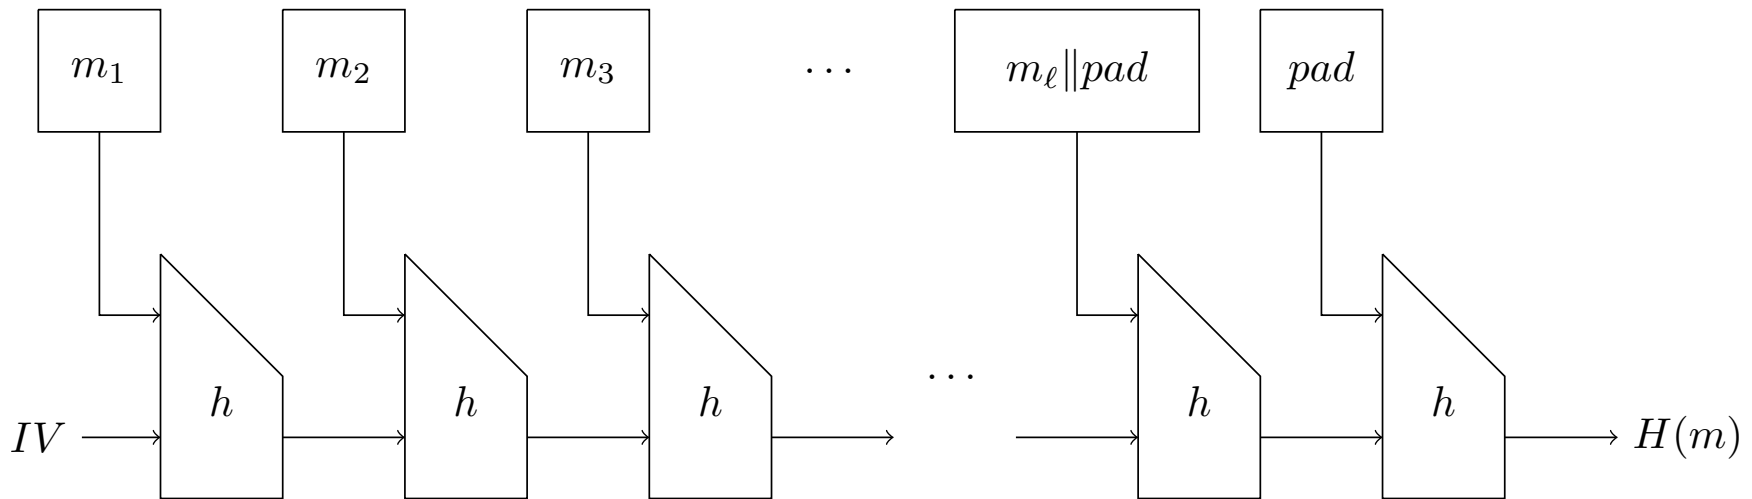 m₁ m₂ m₃ ⋯ m_ℓ‖pad pad
⋯
h h h h h
IV H(m)